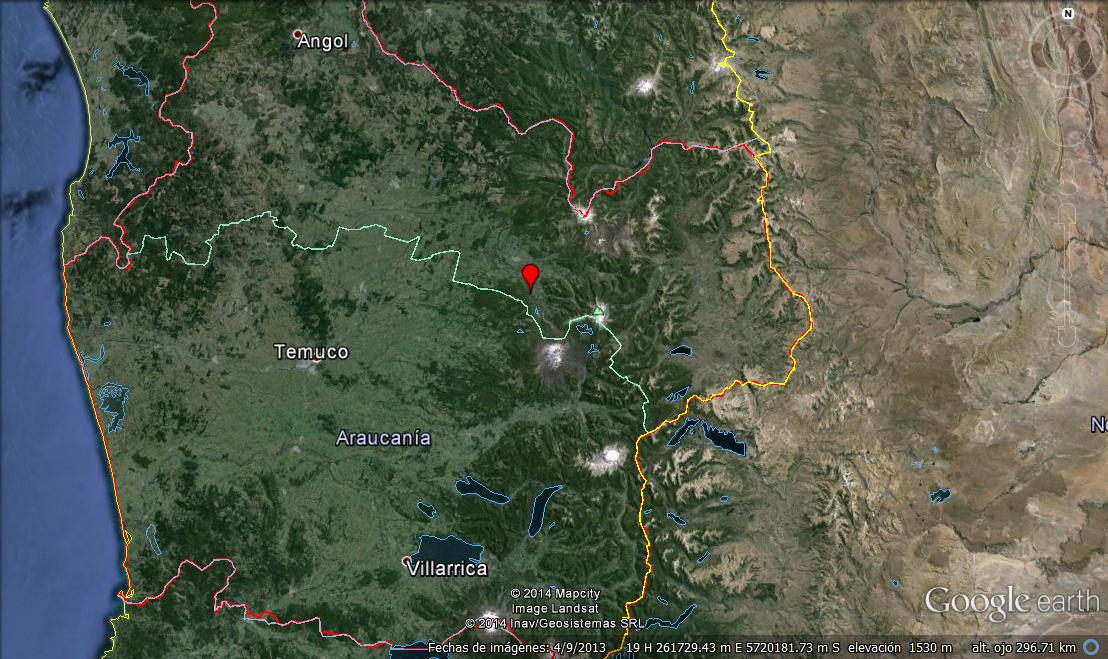 N
Angol
Temuco
Araucanía
No
Villarrica
© 2014 Mapcity
Image Landsat
© 2014 Inav/Geosistemas SRL
Google earth
Fechas de imágenes: 4/9/2013 19 H 261729.43 m E 5720181.73 m S elevación 1530 m alt. ojo 296.71 km